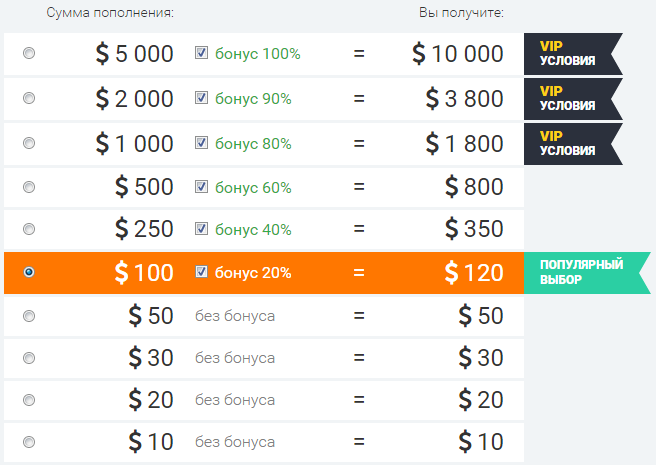 Сумма пополнения: Вы получите:
$ 5 000 бонус 100% = $ 10 000 VIP УСЛОВИЯ
$ 2 000 бонус 90% = $ 3 800 VIP УСЛОВИЯ
$ 1 000 бонус 80% = $ 1 800 VIP УСЛОВИЯ
$ 500 бонус 60% = $ 800
$ 250 бонус 40% = $ 350
$ 100 бонус 20% = $ 120 ПОПУЛЯРНЫЙ ВЫБОР
$ 50 без бонуса = $ 50
$ 30 без бонуса = $ 30
$ 20 без бонуса = $ 20
$ 10 без бонуса = $ 10